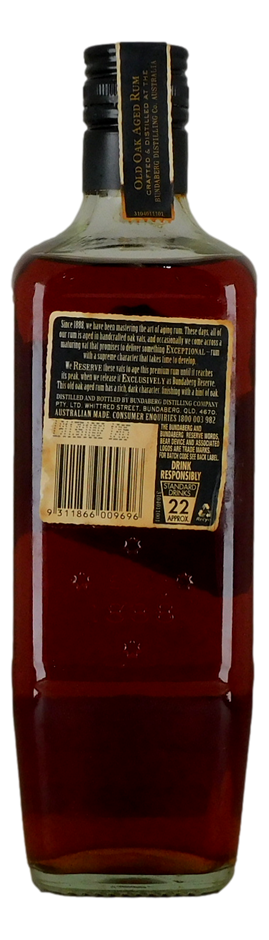 OLD OAK AGED RUM
CRAFTED & DISTILLED AT THE
BUNDABERG DISTILLING Co. AUSTRALIA
Since 1888, we have been mastering the art of aging rum. These days, all of
our rum is aged in handcrafted oak vats, and occasionally we come across a
maturing vat that promises to deliver something EXCEPTIONAL – rum
with a supreme character that takes time to develop.
We RESERVE these vats to age this premium rum until it reaches
its peak, when we release it EXCLUSIVELY as Bundaberg Reserve.
This old oak aged rum has a rich, dark character, finishing with a hint of oak.
DISTILLED AND BOTTLED BY BUNDABERG DISTILLING COMPANY
PTY. LTD. WHITTRED STREET, BUNDABERG, QLD. 4670.
AUSTRALIAN MADE CONSUMER ENQUIRIES 1800 003 982
1205
THE BUNDABERG AND
BUNDABERG RESERVE WORDS,
BEAR DEVICE AND ASSOCIATED
LOGOS ARE TRADE MARKS.
FOR BATCH CODE SEE BACK LABEL.
DRINK
RESPONSIBLY
STANDARD
DRINKS
22
APPROX.
9 311866 009696